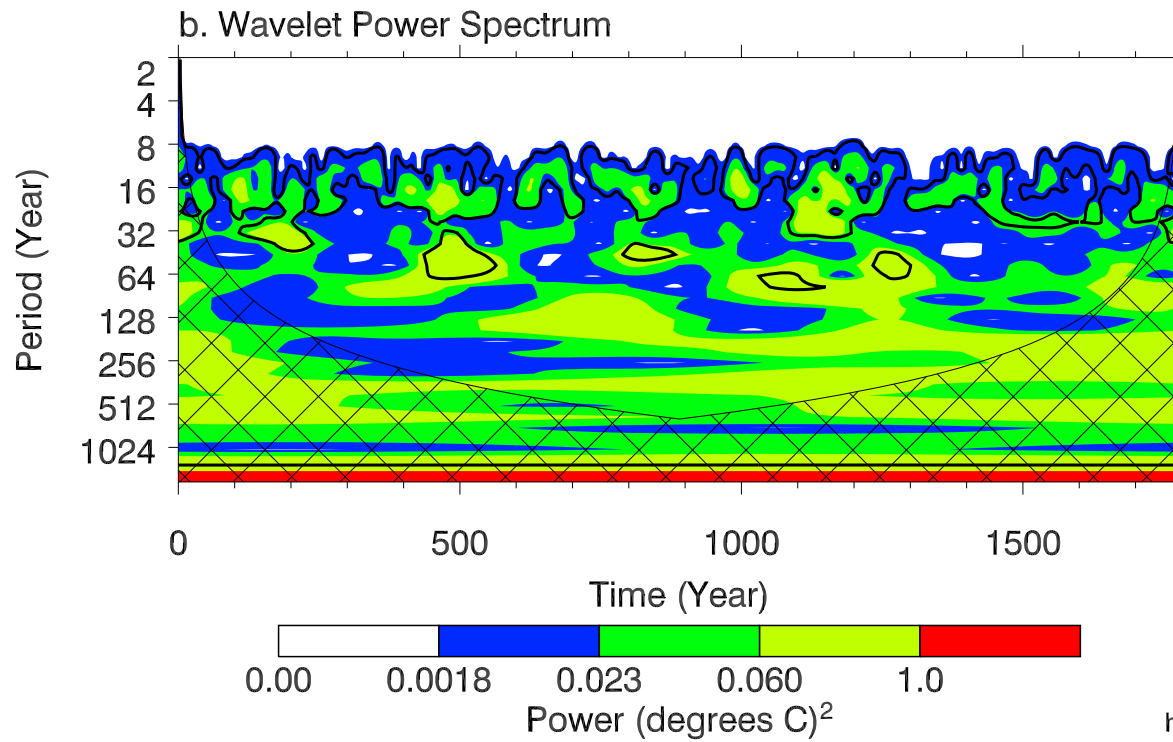 b. Wavelet Power Spectrum
2
4
8
16
32
64
128
256
512
1024
Period (Year)
0 500 1000 1500
Time (Year)
0.00 0.0018 0.023 0.060 1.0
Power (degrees C)²